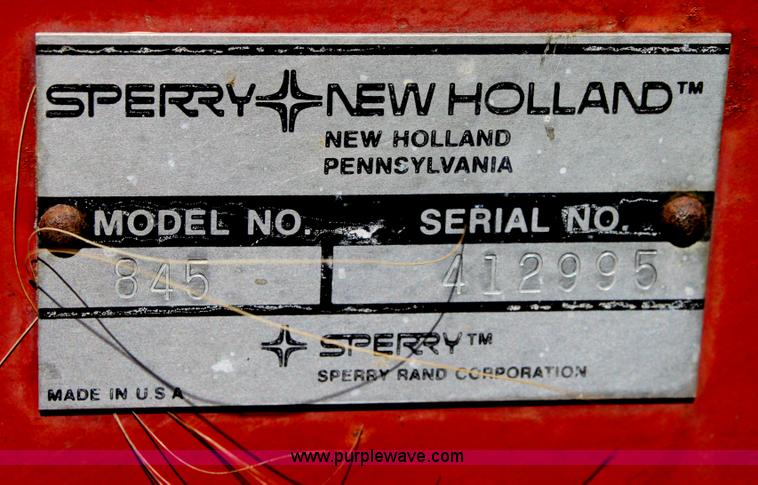 SPERRY NEW HOLLAND™
NEW HOLLAND
PENNSYLVANIA
MODEL NO. SERIAL NO.
845 412995
SPERRY™
SPERRY RAND CORPORATION
MADE IN U.S.A
www.purplewave.com